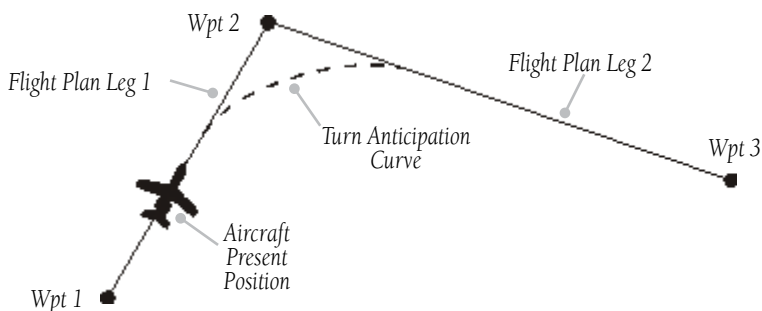 Wpt 2
Flight Plan Leg 1
Flight Plan Leg 2
Turn Anticipation
Curve
Wpt 3
Aircraft
Present
Position
Wpt 1